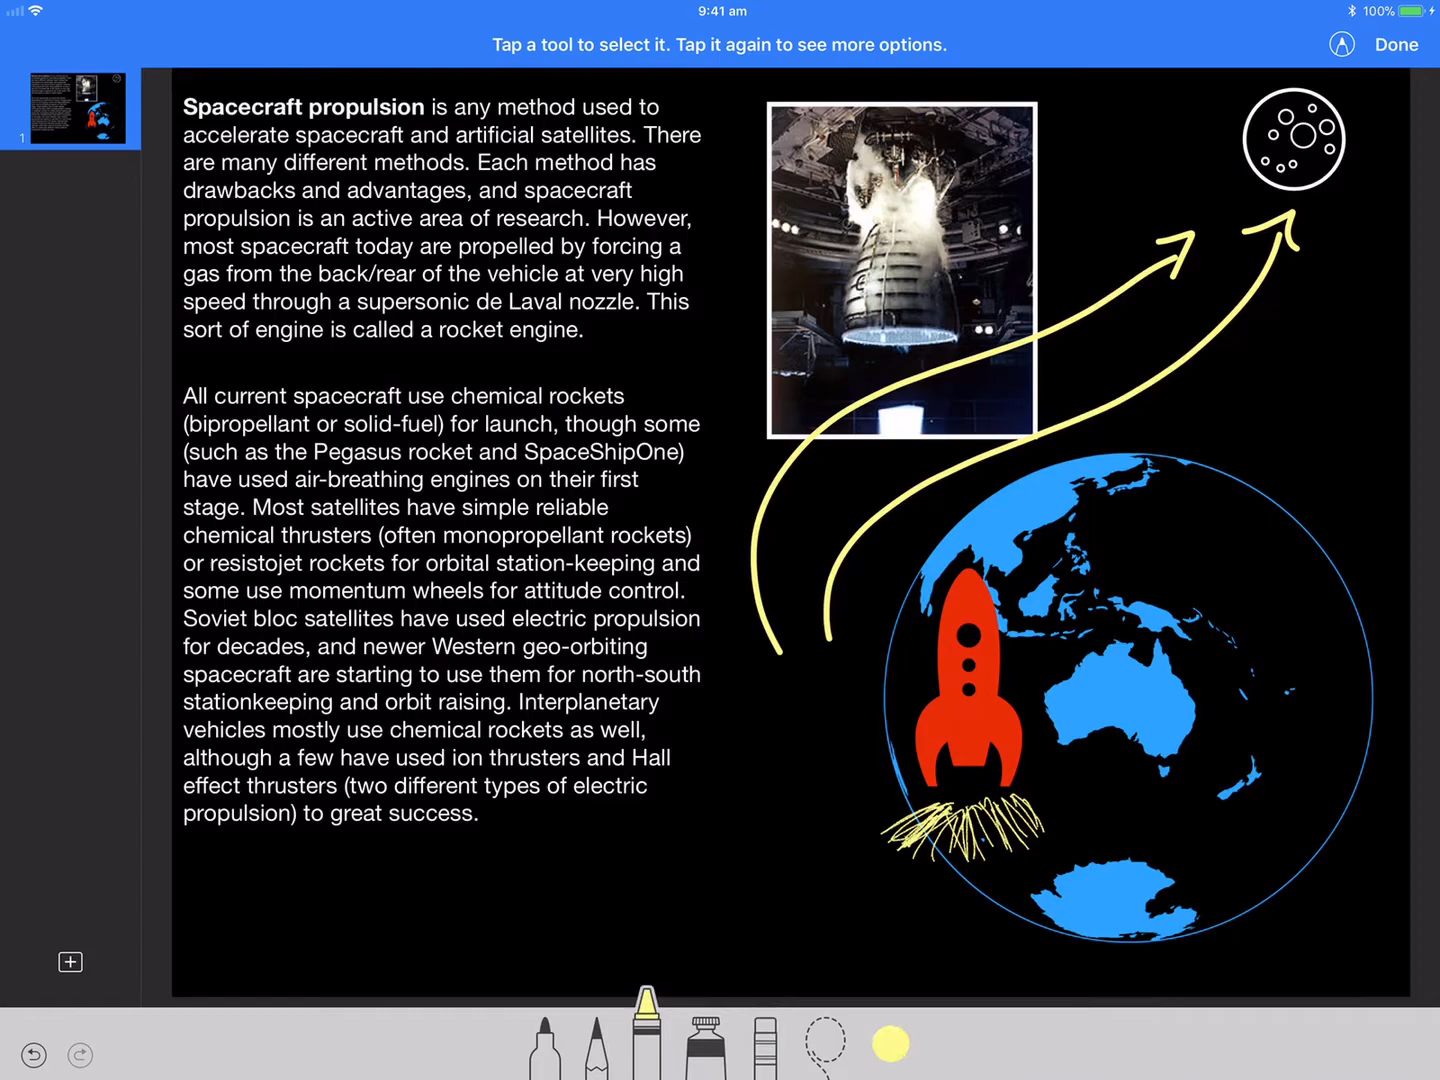 9:41 am
100%
Tap a tool to select it. Tap it again to see more options.
Done
1
Spacecraft propulsion is any method used to
accelerate spacecraft and artificial satellites. There
are many different methods. Each method has
drawbacks and advantages, and spacecraft
propulsion is an active area of research. However,
most spacecraft today are propelled by forcing a
gas from the back/rear of the vehicle at very high
speed through a supersonic de Laval nozzle. This
sort of engine is called a rocket engine.
All current spacecraft use chemical rockets
(bipropellant or solid-fuel) for launch, though some
(such as the Pegasus rocket and SpaceShipOne)
have used air-breathing engines on their first
stage. Most satellites have simple reliable
chemical thrusters (often monopropellant rockets)
or resistojet rockets for orbital station-keeping and
some use momentum wheels for attitude control.
Soviet bloc satellites have used electric propulsion
for decades, and newer Western geo-orbiting
spacecraft are starting to use them for north-south
stationkeeping and orbit raising. Interplanetary
vehicles mostly use chemical rockets as well,
although a few have used ion thrusters and Hall
effect thrusters (two different types of electric
propulsion) to great success.